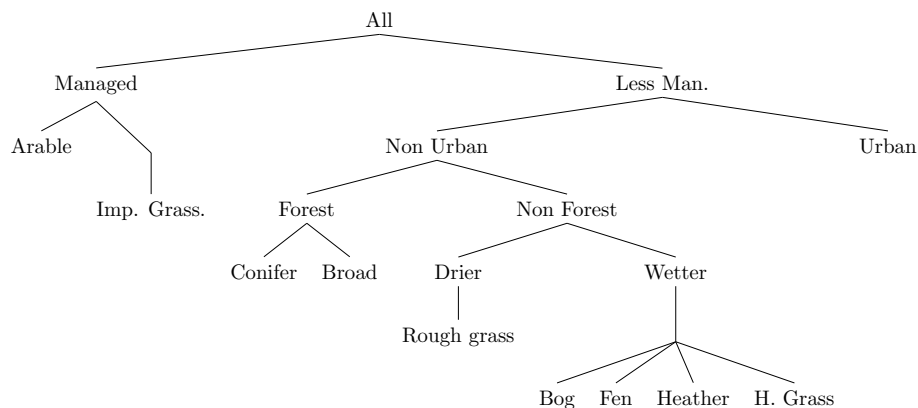 All
Managed
Less Man.
Arable
Non Urban
Urban
Imp. Grass.
Forest
Non Forest
Conifer
Broad
Drier
Wetter
Rough grass
Bog
Fen
Heather
H. Grass